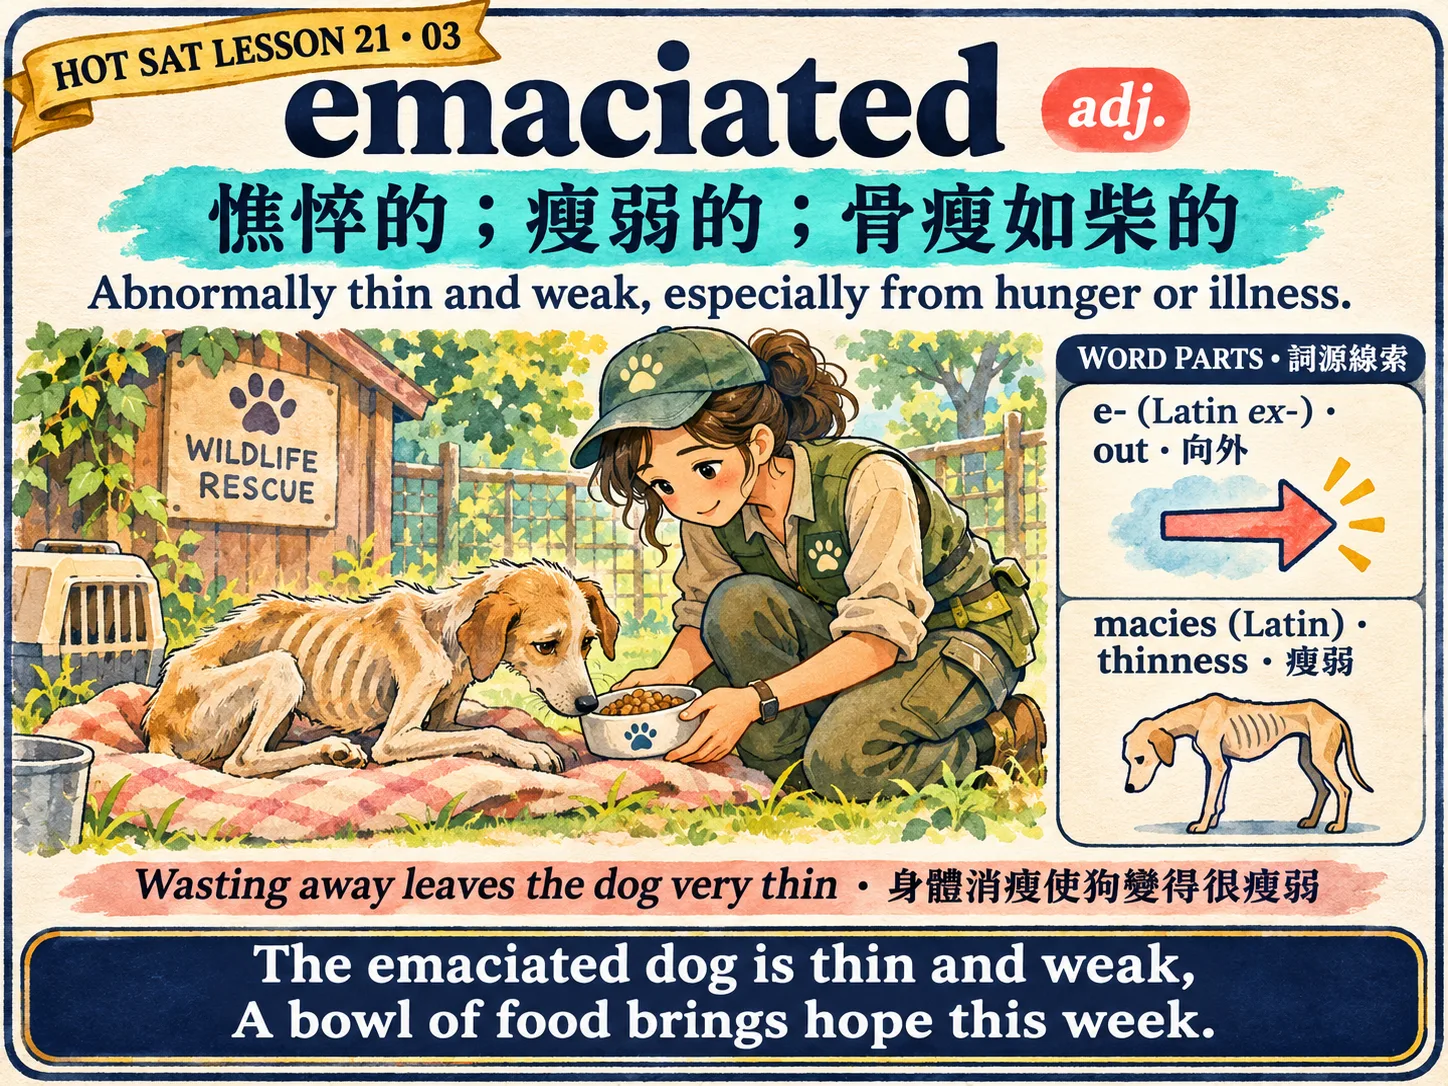 HOT SAT LESSON 21 • 03
emaciated adj.
憔悴的；瘦弱的；骨瘦如柴的
Abnormally thin and weak, especially from hunger or illness.
WILDLIFE
RESCUE
WORD PARTS • 詞源線索
e- (Latin ex-) •
out • 向外
macies (Latin) •
thinness • 瘦弱
Wasting away leaves the dog very thin • 身體消瘦使狗變得很瘦弱
The emaciated dog is thin and weak,
A bowl of food brings hope this week.